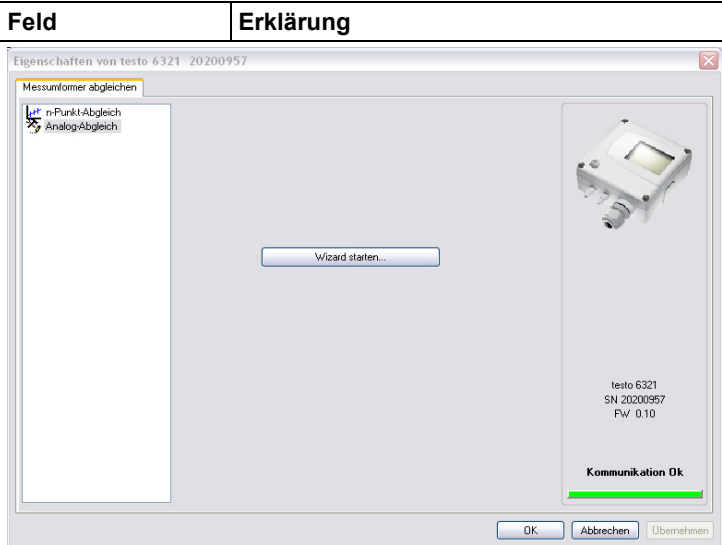 Feld Erklärung
Eigenschaften von testo 6321 20200957
Messumformer abgleichen
n-Punkt-Abgleich
Analog-Abgleich
Wizard starten...
testo 6321
SN 20200957
FW 0.10
Kommunikation Ok
OK Abbrechen Übernehmen